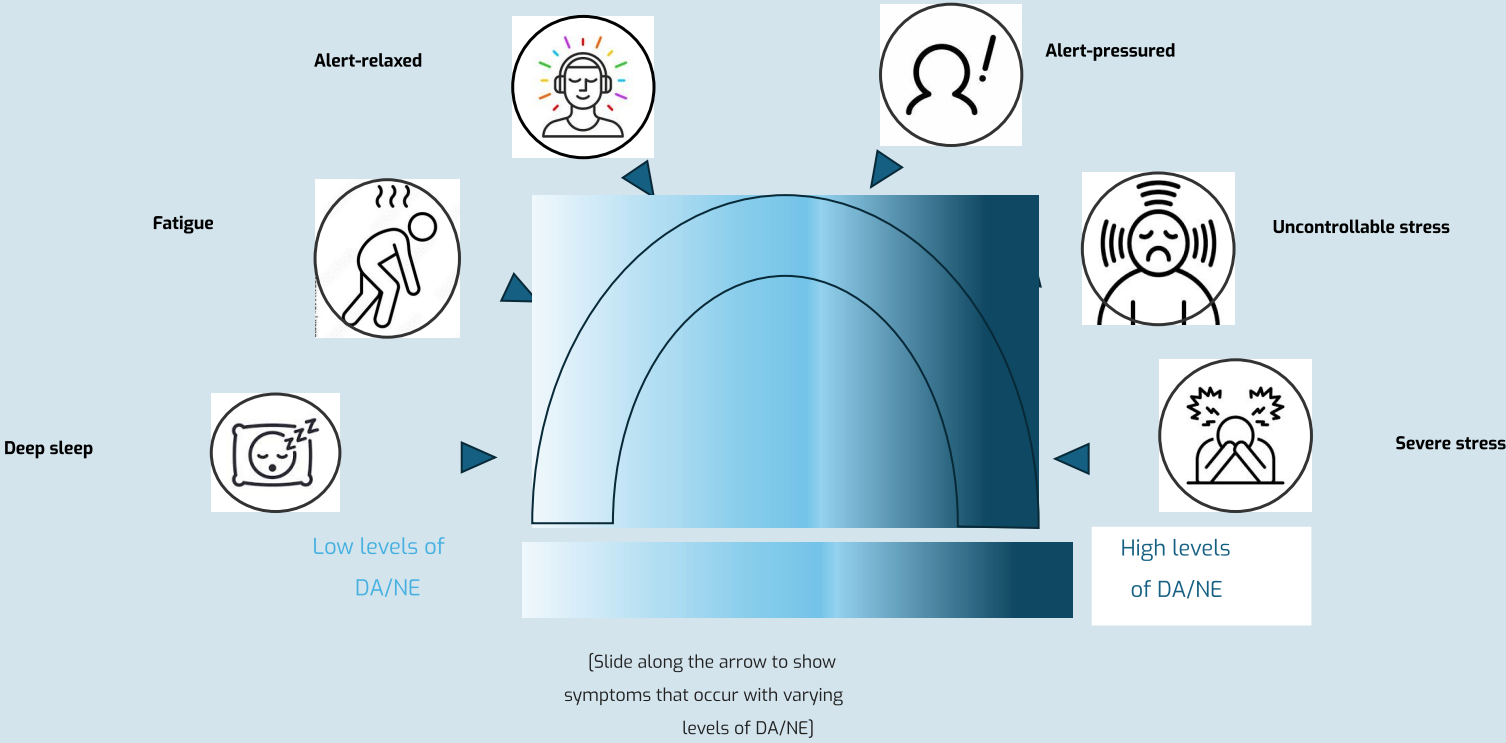 Alert-relaxed
Alert-pressured
Fatigue
Uncontrollable stress
Deep sleep
Severe stress
Low levels of
DA/NE
High levels
of DA/NE
[Slide along the arrow to show
symptoms that occur with varying
levels of DA/NE]